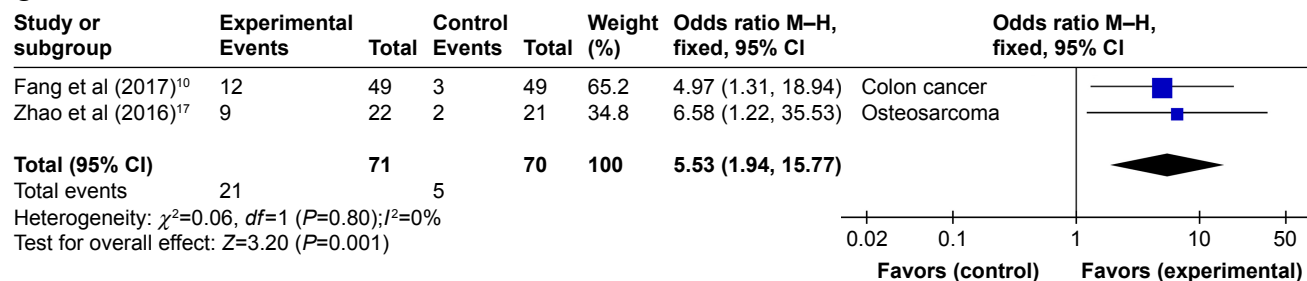 Study or Experimental Control Weight Odds ratio M–H, Odds ratio M–H,
subgroup Events Total Events Total (%) fixed, 95% CI fixed, 95% CI
Fang et al (2017)¹⁰ 12 49 3 49 65.2 4.97 (1.31, 18.94) Colon cancer
Zhao et al (2016)¹⁷ 9 22 2 21 34.8 6.58 (1.22, 35.53) Osteosarcoma
Total (95% CI) 71 70 100 5.53 (1.94, 15.77)
Total events 21 5
Heterogeneity: χ²=0.06, df=1 (P=0.80);I²=0%
Test for overall effect: Z=3.20 (P=0.001)
0.02 0.1 1 10 50
Favors (control) Favors (experimental)